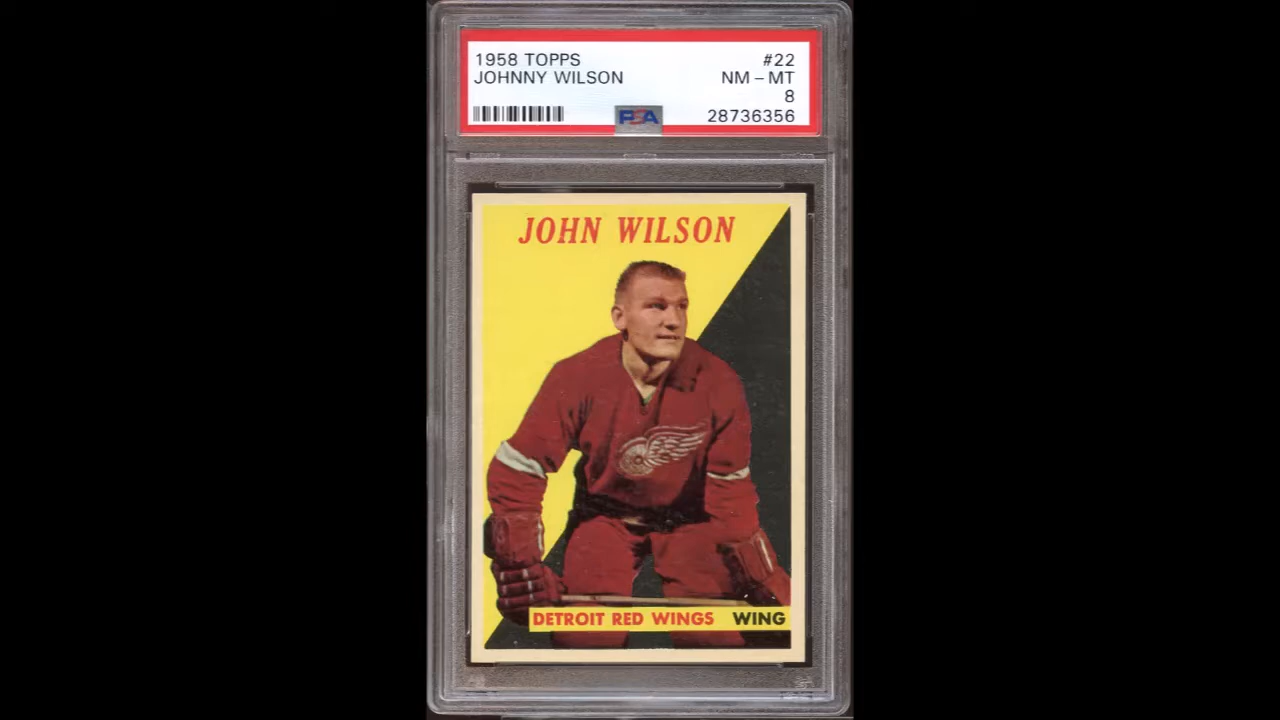 1958 TOPPS #22
JOHNNY WILSON NM - MT
8
PSA 28736356
JOHN WILSON
DETROIT RED WINGS WING